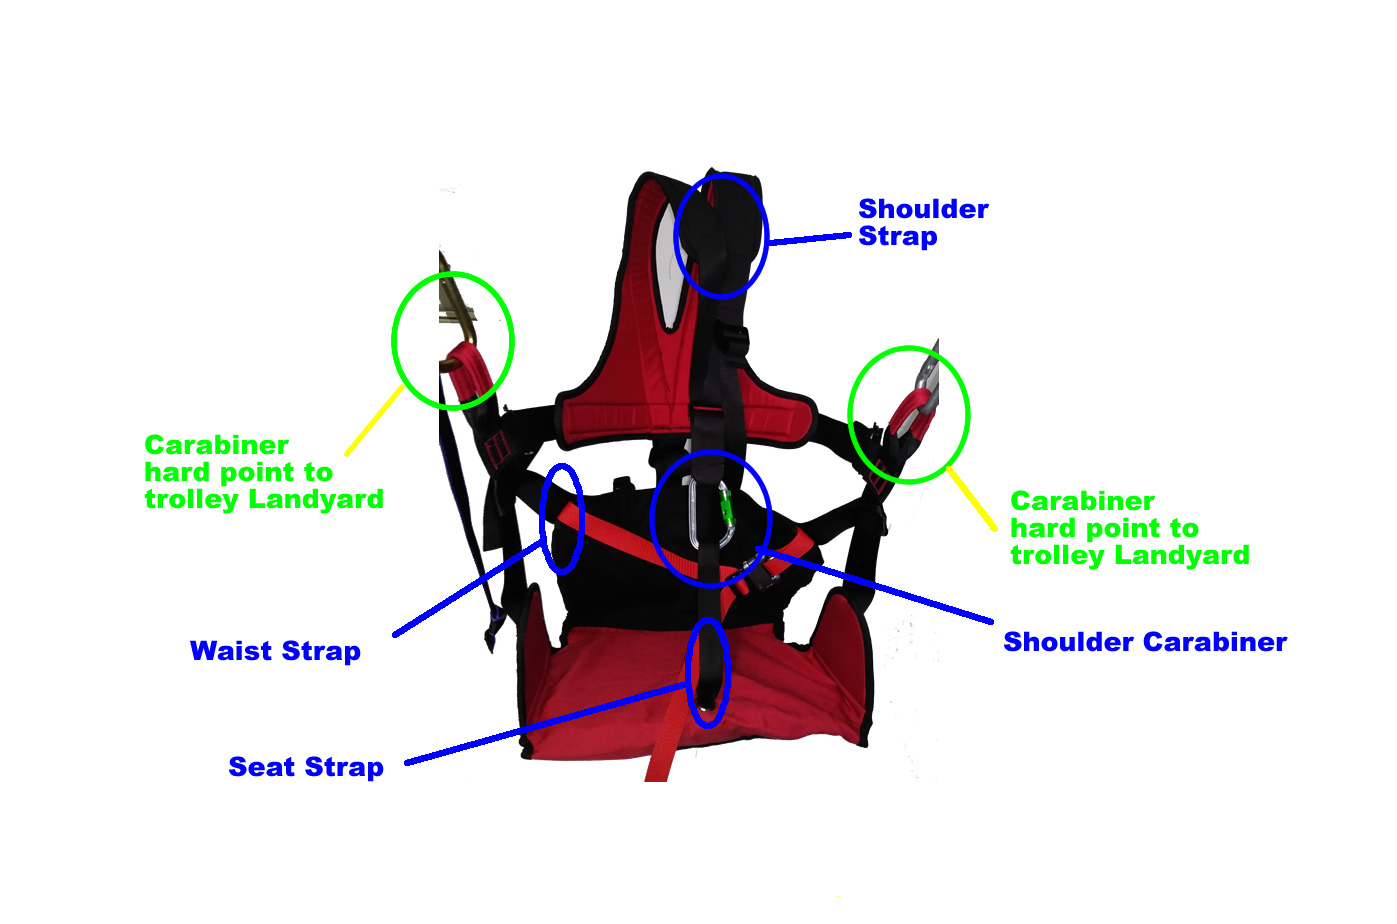 Shoulder
Strap
Carabiner
hard point to
trolley Landyard
Carabiner
hard point to
trolley Landyard
Waist Strap
Shoulder Carabiner
Seat Strap